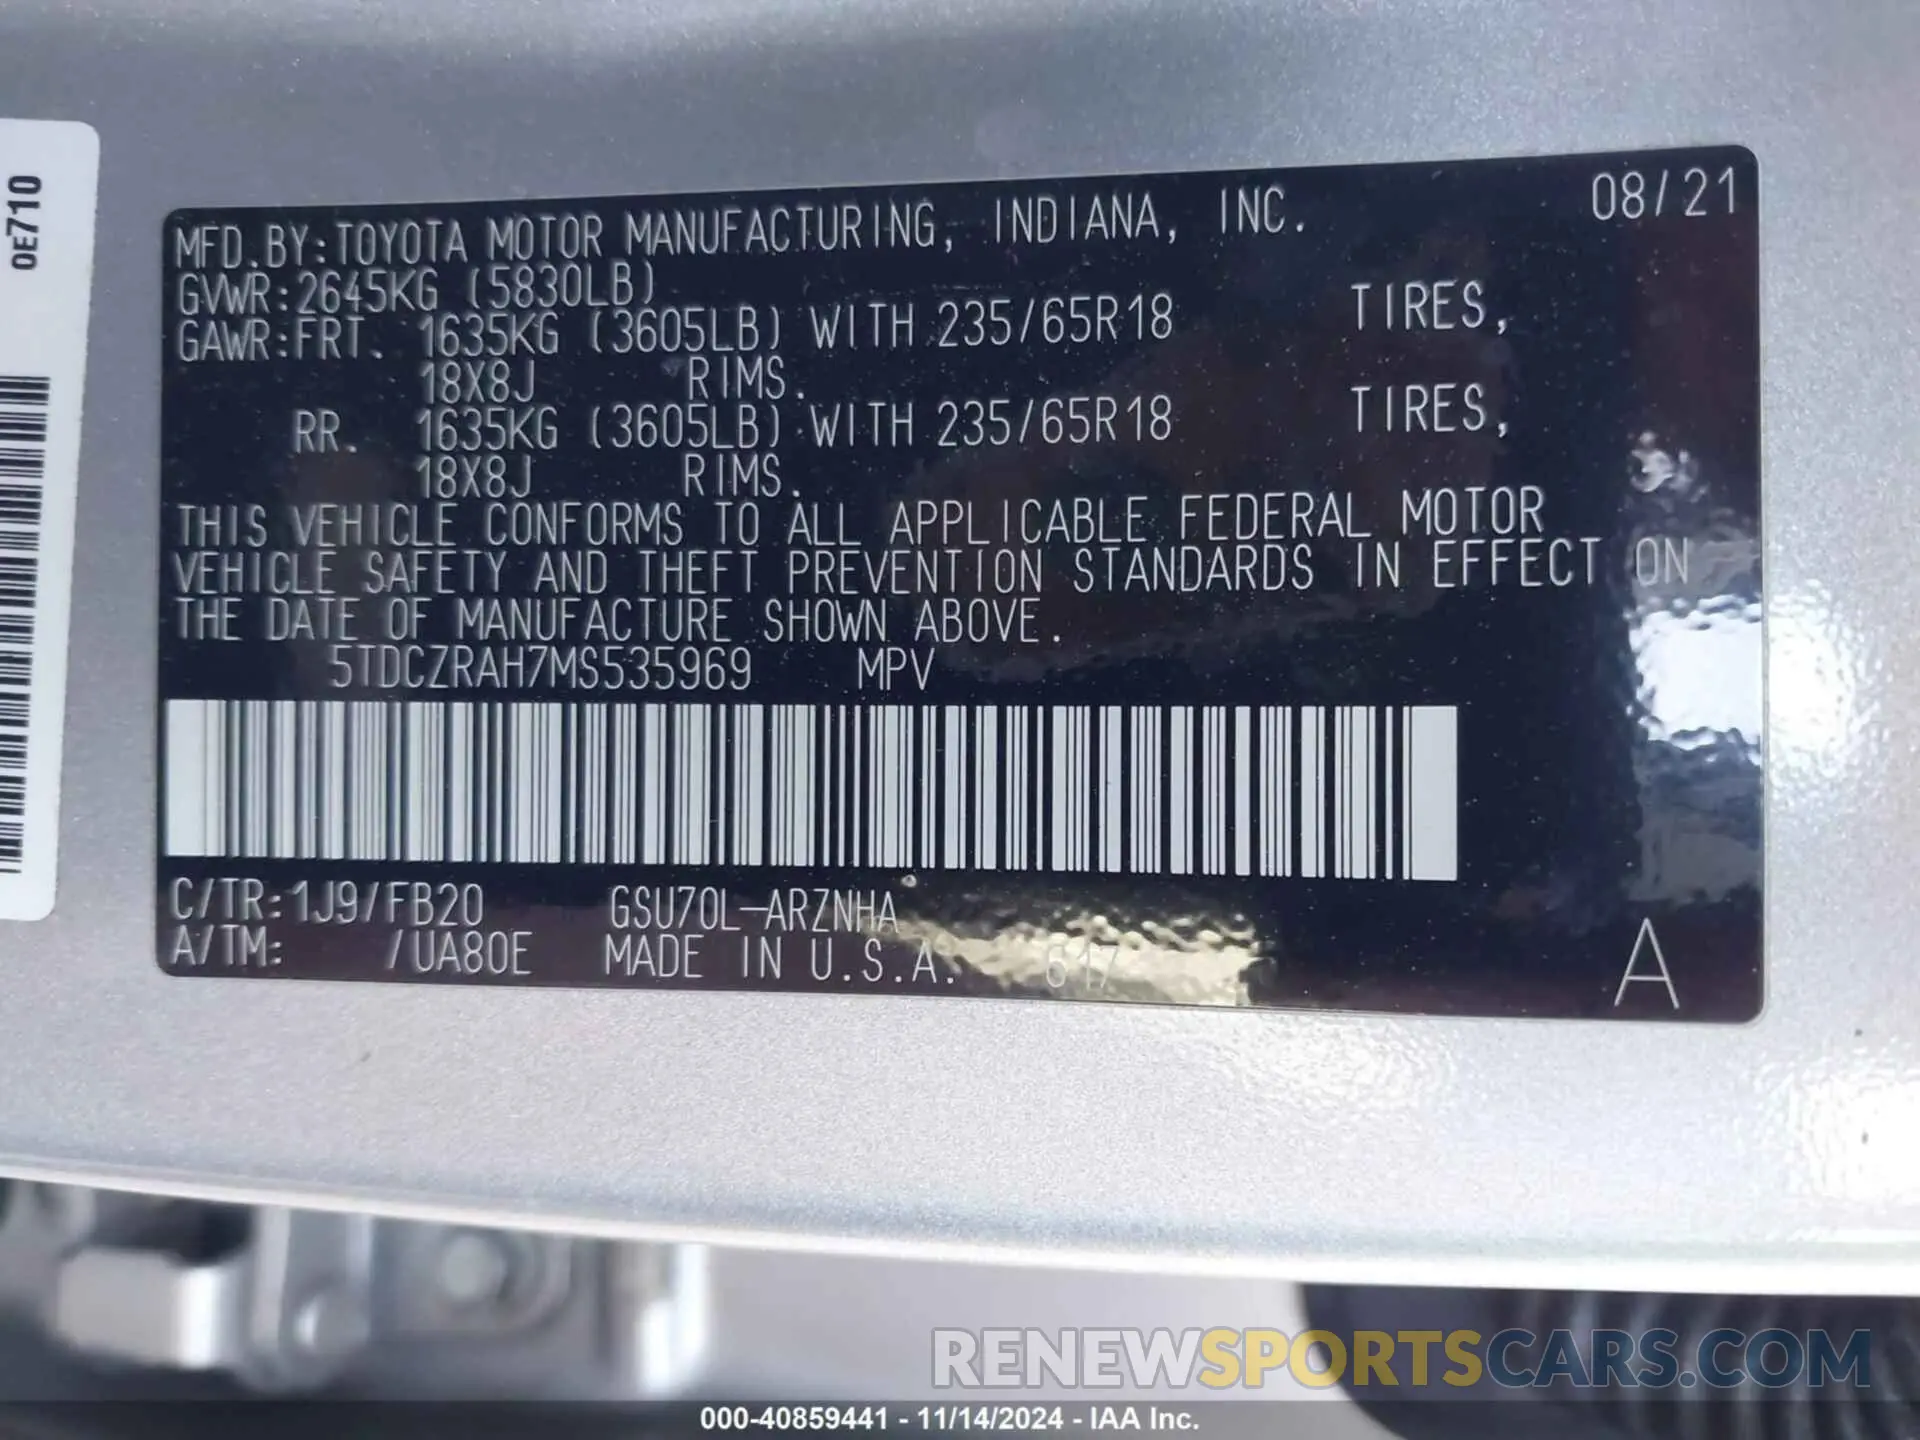 0E710
MFD.BY:TOYOTA MOTOR MANUFACTURING, INDIANA, INC. 08/21
GVWR:2645KG (5830LB)
GAWR:FRT. 1635KG (3605LB) WITH 235/65R18 TIRES,
18X8J RIMS.
RR. 1635KG (3605LB) WITH 235/65R18 TIRES,
18X8J RIMS.
THIS VEHICLE CONFORMS TO ALL APPLICABLE FEDERAL MOTOR
VEHICLE SAFETY AND THEFT PREVENTION STANDARDS IN EFFECT ON
THE DATE OF MANUFACTURE SHOWN ABOVE.
5TDCZRAH7MS535969 MPV
C/TR:1J9/FB20 GSU70L-ARZNHA
A/TM: /UA80E MADE IN U.S.A. 617 A
RENEWSPORTSCARS.COM
000-40859441 - 11/14/2024 - IAA Inc.